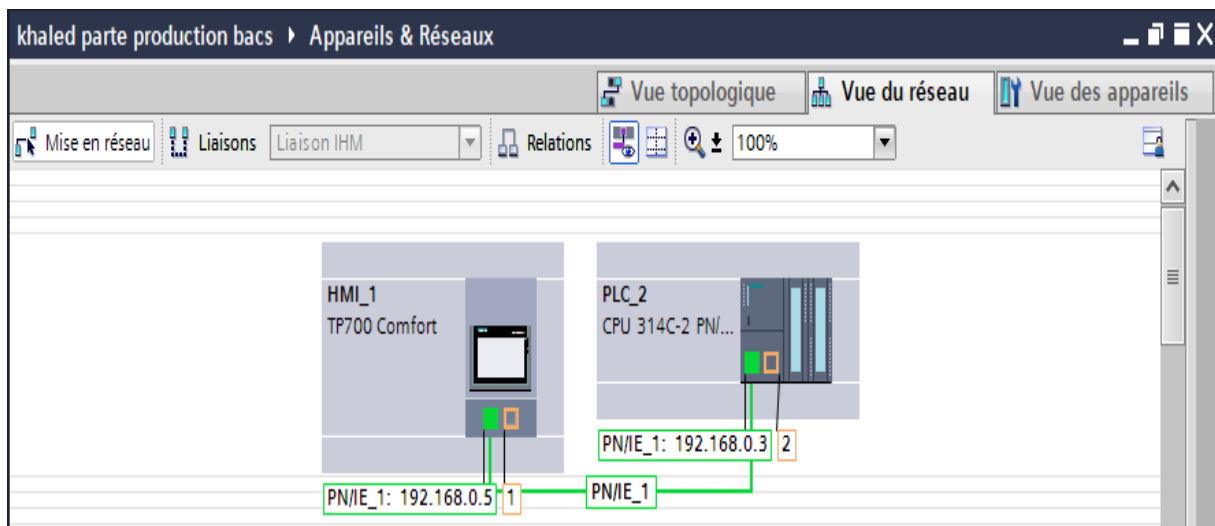 khaled parte production bacs ▸ Appareils & Réseaux
Vue topologique Vue du réseau Vue des appareils
Mise en réseau Liaisons Liaison IHM Relations 100%
HMI_1
TP700 Comfort
PLC_2
CPU 314C-2 PN/...
PN/IE_1: 192.168.0.3 2
PN/IE_1: 192.168.0.5 1
PN/IE_1